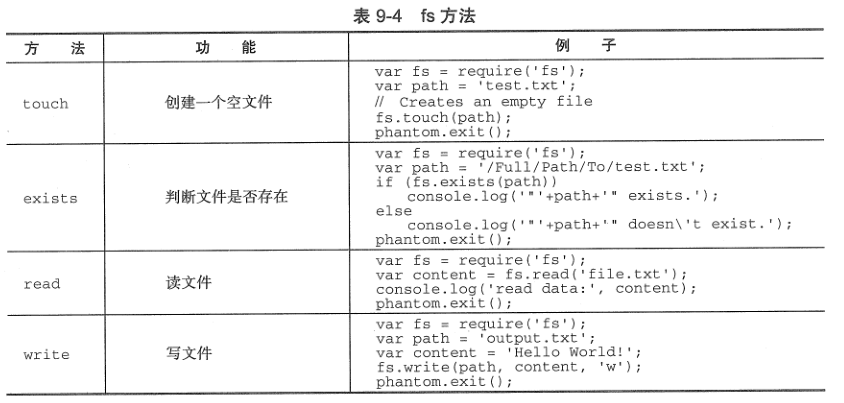 表 9-4 fs 方法
方 法 功 能 例 子
touch 创建一个空文件
var fs = require('fs');
var path = 'test.txt';
// Creates an empty file
fs.touch(path);
phantom.exit();
exists 判断文件是否存在
var fs = require('fs');
var path = '/Full/Path/To/test.txt';
if (fs.exists(path))
console.log('"'+path+'" exists.');
else
console.log('"'+path+'" doesn\'t exist.');
phantom.exit();
read 读文件
var fs = require('fs');
var content = fs.read('file.txt');
console.log('read data:', content);
phantom.exit();
write 写文件
var fs = require('fs');
var path = 'output.txt';
var content = 'Hello World!';
fs.write(path, content, 'w');
phantom.exit();